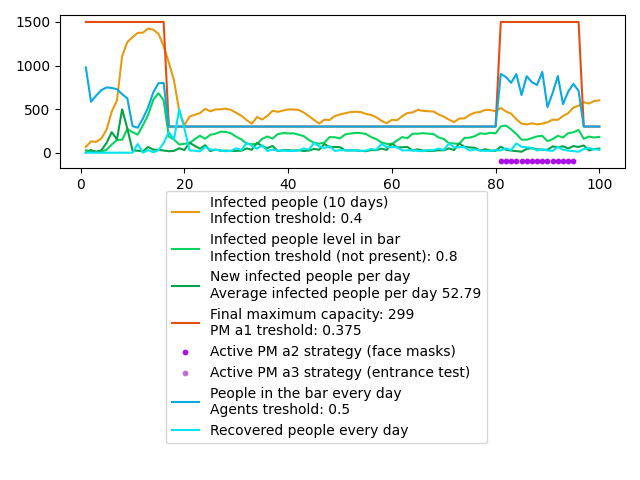 1500
1000
500
0
0 20 40 60 80 100
Infected people (10 days)
Infection treshold: 0.4
Infected people level in bar
Infection treshold (not present): 0.8
New infected people per day
Average infected people per day 52.79
Final maximum capacity: 299
PM a1 treshold: 0.375
Active PM a2 strategy (face masks)
Active PM a3 strategy (entrance test)
People in the bar every day
Agents treshold: 0.5
Recovered people every day